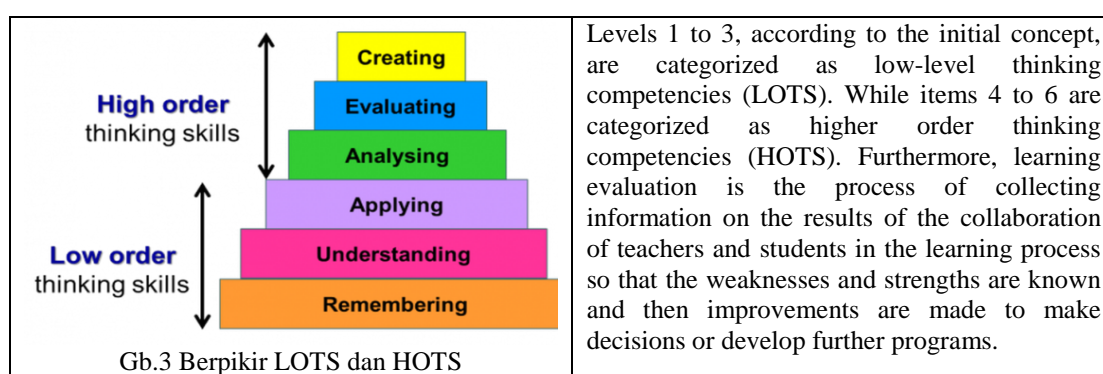 Creating
Evaluating
Analysing
Applying
Understanding
Remembering
High order
thinking skills
Low order
thinking skills
Gb.3 Berpikir LOTS dan HOTS
Levels 1 to 3, according to the initial concept,
are categorized as low-level thinking
competencies (LOTS). While items 4 to 6 are
categorized as higher order thinking
competencies (HOTS). Furthermore, learning
evaluation is the process of collecting
information on the results of the collaboration
of teachers and students in the learning process
so that the weaknesses and strengths are known
and then improvements are made to make
decisions or develop further programs.